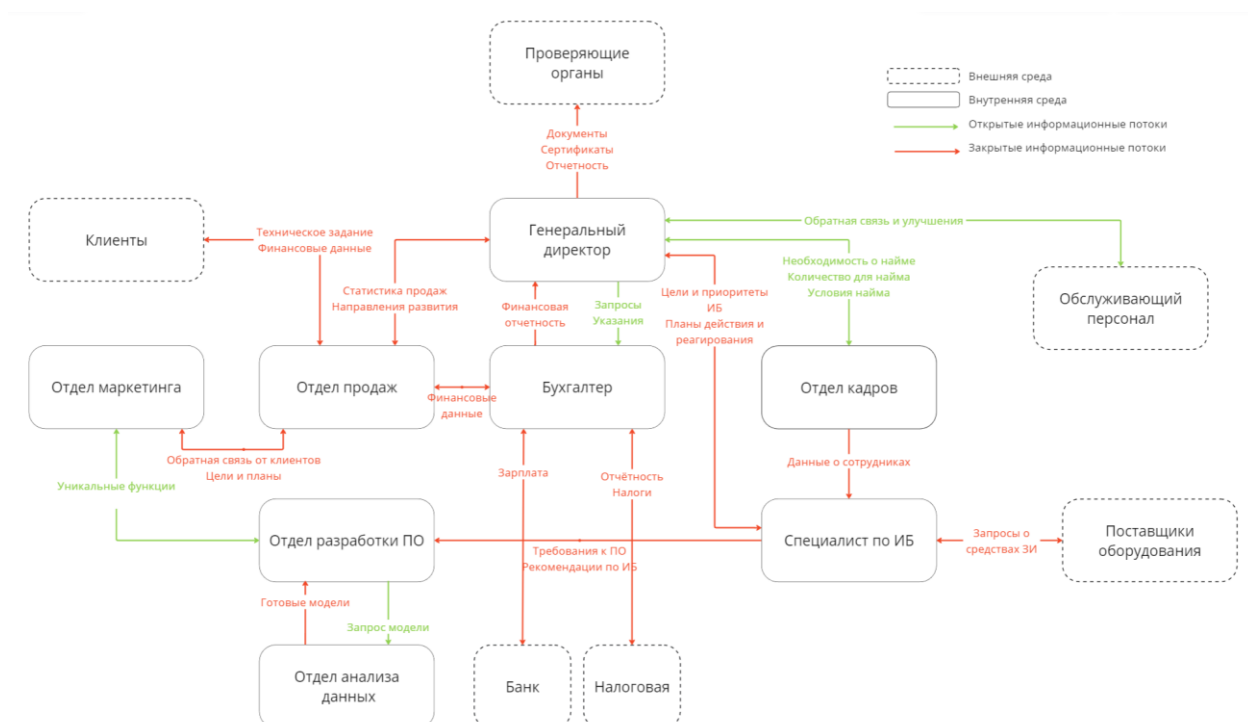 Проверяющие
органы
Внешняя среда
Внутренняя среда
Открытые информационные потоки
Закрытые информационные потоки
Документы
Сертификаты
Отчетность
Клиенты
Техническое задание
Финансовые данные
Генеральный
директор
Обратная связь и улучшения
Необходимость о найме
Количество для найма
Условия найма
Обслуживающий
персонал
Статистика продаж
Направления развития
Финансовая
отчетность
Запросы
Указания
Цели и приоритеты
ИБ
Планы действия и
реагирования
Отдел маркетинга
Отдел продаж
Финансовые
данные
Бухгалтер
Отдел кадров
Обратная связь от клиентов
Цели и планы
Уникальные функции
Зарплата
Отчётность
Налоги
Данные о сотрудниках
Отдел разработки ПО
Требования к ПО
Рекомендации по ИБ
Специалист по ИБ
Запросы о
средствах ЗИ
Поставщики
оборудования
Готовые модели
Запрос модели
Отдел анализа
данных
Банк
Налоговая